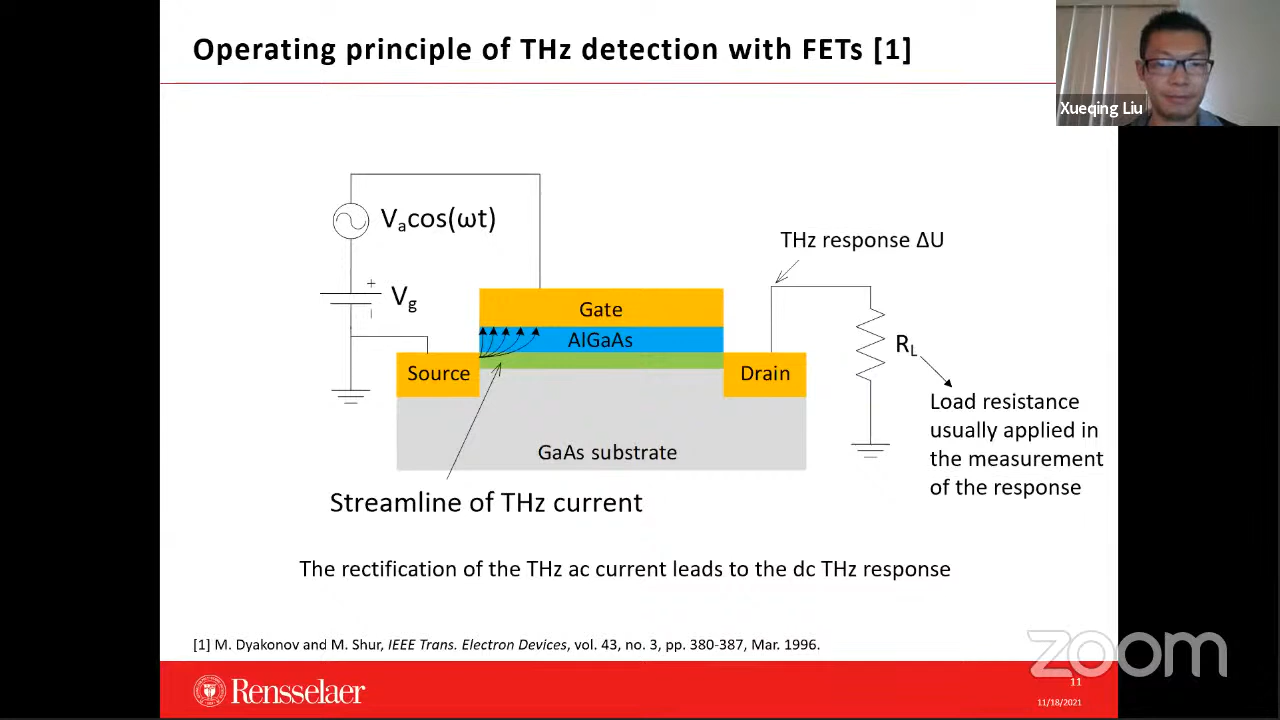 Operating principle of THz detection with FETs [1]
Xueqing Liu
Vₐcos(ωt)
THz response ΔU
+
Vg
Gate
AlGaAs
RL
Source
Drain
Load resistance
usually applied in
the measurement
of the response
GaAs substrate
Streamline of THz current
The rectification of the THz ac current leads to the dc THz response
[1] M. Dyakonov and M. Shur, IEEE Trans. Electron Devices, vol. 43, no. 3, pp. 380-387, Mar. 1996.
zoom
Rensselaer
11
11/18/2021